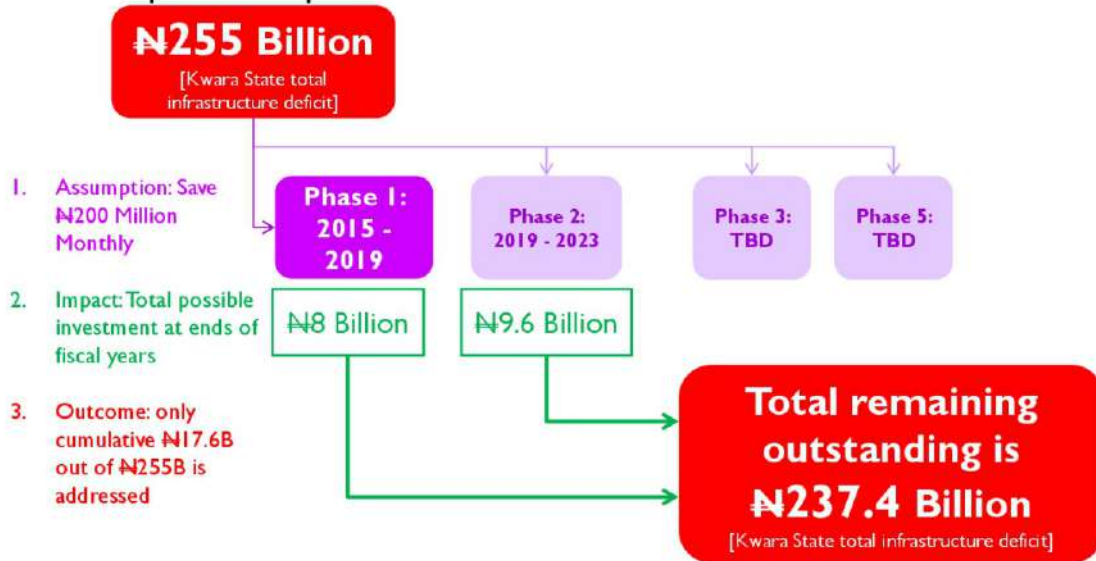 ₦255 Billion
[Kwara State total
infrastructure deficit]
1. Assumption: Save
₦200 Million
Monthly
Phase 1:
2015 -
2019
Phase 2:
2019 - 2023
Phase 3:
TBD
Phase 5:
TBD
2. Impact: Total possible
investment at ends of
fiscal years
₦8 Billion
₦9.6 Billion
3. Outcome: only
cumulative ₦17.6B
out of ₦255B is
addressed
Total remaining
outstanding is
₦237.4 Billion
[Kwara State total infrastructure deficit]